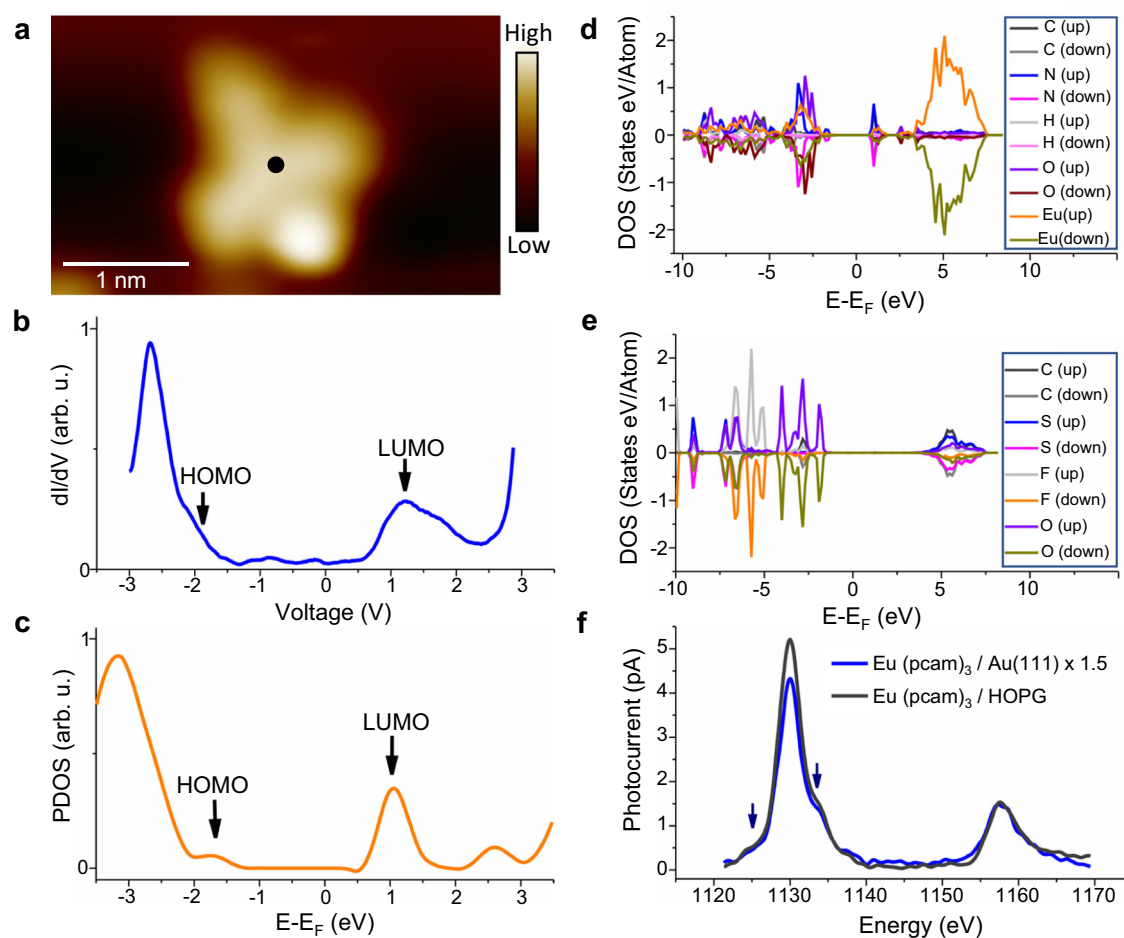 a
High
Low
1 nm
b
1
0
dI/dV (arb. u.)
HOMO
LUMO
-3 -2 -1 0 1 2 3
Voltage (V)
c
1
0
PDOS (arb. u.)
HOMO
LUMO
-3 -2 -1 0 1 2 3
E-EF (eV)
d
2
1
0
-1
-2
DOS (States eV/Atom)
C (up)
C (down)
N (up)
N (down)
H (up)
H (down)
O (up)
O (down)
Eu(up)
Eu(down)
-10 -5 0 5 10
E-EF (eV)
e
2
1
0
-1
-2
DOS (States eV/Atom)
C (up)
C (down)
S (up)
S (down)
F (up)
F (down)
O (up)
O (down)
-10 -5 0 5 10
E-EF (eV)
f
5
4
3
2
1
0
Photocurrent (pA)
Eu (pcam)3 / Au(111) x 1.5
Eu (pcam)3 / HOPG
1120 1130 1140 1150 1160 1170
Energy (eV)